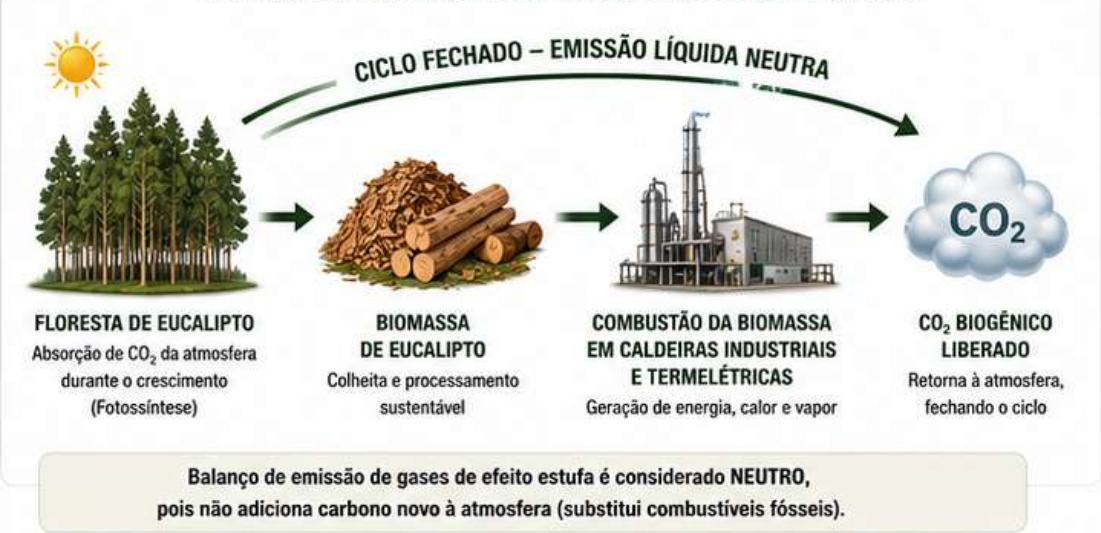 CICLO FECHADO – EMISSÃO LÍQUIDA NEUTRA
CO₂
FLORESTA DE EUCALIPTO
Absorção de CO₂ da atmosfera
durante o crescimento
(Fotossíntese)
BIOMASSA
DE EUCALIPTO
Colheita e processamento
sustentável
COMBUSTÃO DA BIOMASSA
EM CALDEIRAS INDUSTRIAIS
E TERMELÉTRICAS
Geração de energia, calor e vapor
CO₂ BIOGÊNICO
LIBERADO
Retorna à atmosfera,
fechando o ciclo
Balanço de emissão de gases de efeito estufa é considerado NEUTRO,
pois não adiciona carbono novo à atmosfera (substitui combustíveis fósseis).